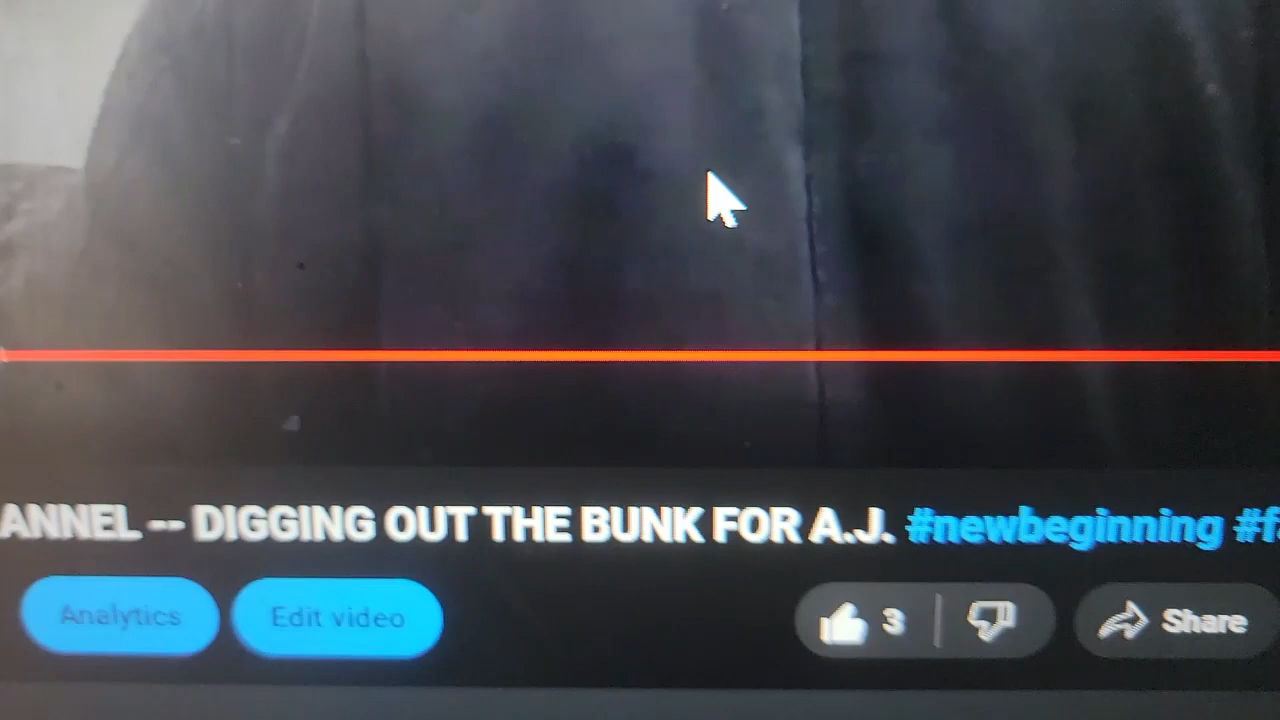 ANNEL -- DIGGING OUT THE BUNK FOR A.J. #newbeginning #f
Analytics Edit video 3 Share